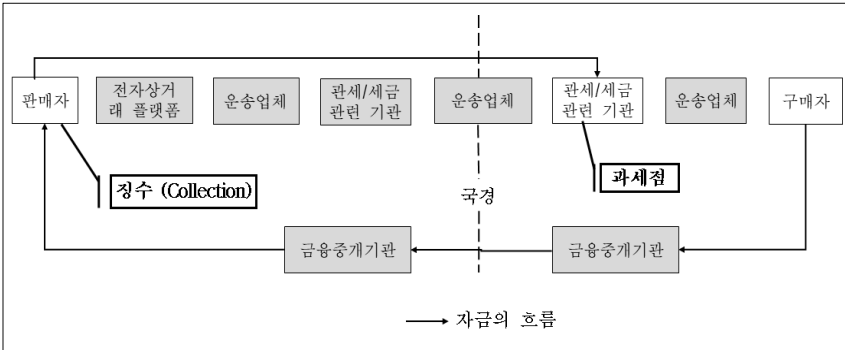 판매자
전자상거
래 플랫폼
운송업체
관세/세금
관련 기관
운송업체
관세/세금
관련 기관
운송업체
구매자
징수 (Collection)
과세점
국경
금융중개기관
금융중개기관
자금의 흐름